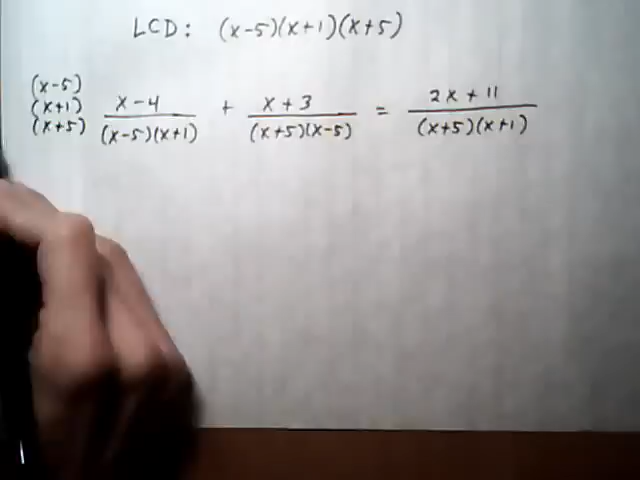 LCD: (x-5)(x+1)(x+5)
(x-5)
(x+1)
(x+5)
x-4 + x+3 = 2x+11
(x-5)(x+1) (x+5)(x-5) (x+5)(x+1)